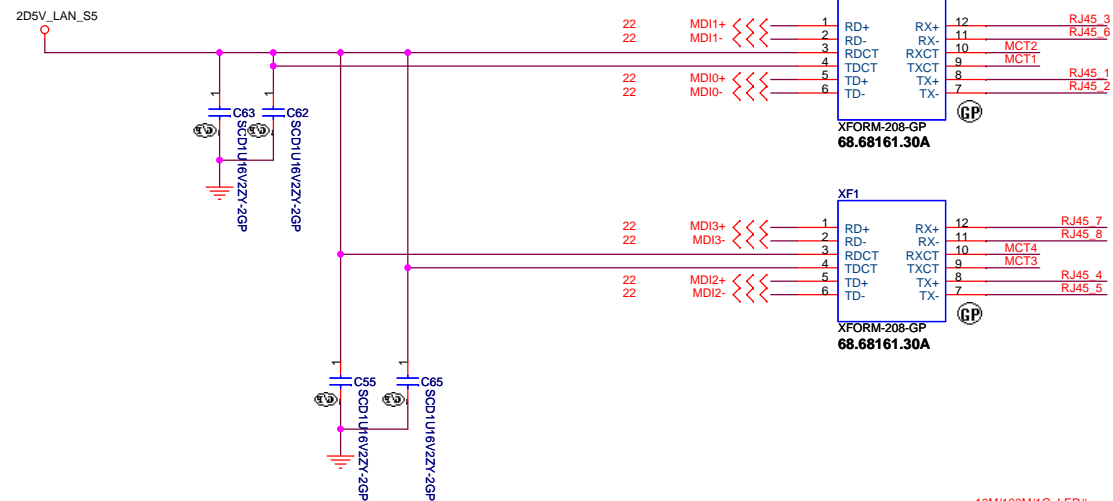 2D5V_LAN_S5
22 MDI1+ 1 RD+ RX+ 12 RJ45_3
22 MDI1- 2 RD- RX- 11 RJ45_6
3 RDCT RXCT 10 MCT2
4 TDCT TXCT 9 MCT1
22 MDI0+ 5 TD+ TX+ 8 RJ45_1
22 MDI0- 6 TD- TX- 7 RJ45_2
GP
XFORM-208-GP
68.68161.30A
1 1
C63 C62
SCD1U16V2ZY-2GP
SCD1U16V2ZY-2GP
XF1
22 MDI3+ 1 RD+ RX+ 12 RJ45_7
22 MDI3- 2 RD- RX- 11 RJ45_8
3 RDCT RXCT 10 MCT4
4 TDCT TXCT 9 MCT3
22 MDI2+ 5 TD+ TX+ 8 RJ45_4
22 MDI2- 6 TD- TX- 7 RJ45_5
GP
XFORM-208-GP
68.68161.30A
1 1
C55 C65
SCD1U16V2ZY-2GP
SCD1U16V2ZY-2GP